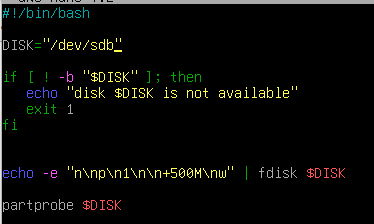 #!/bin/bash
DISK="/dev/sdb"
if [ ! -b "$DISK" ]; then
echo "disk $DISK is not available"
exit 1
fi
echo -e "n\np\n1\n\n+500M\nw" | fdisk $DISK
partprobe $DISK